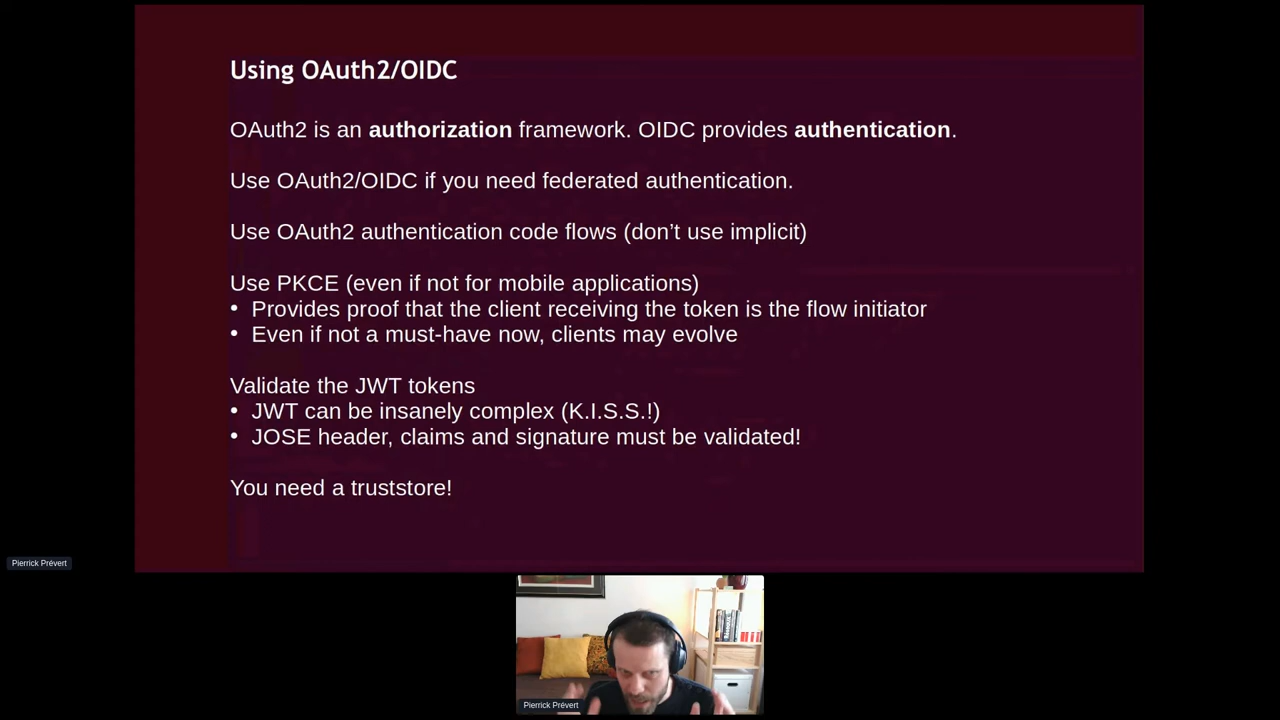 Using OAuth2/OIDC
OAuth2 is an authorization framework. OIDC provides authentication.
Use OAuth2/OIDC if you need federated authentication.
Use OAuth2 authentication code flows (don’t use implicit)
Use PKCE (even if not for mobile applications)
• Provides proof that the client receiving the token is the flow initiator
• Even if not a must-have now, clients may evolve
Validate the JWT tokens
• JWT can be insanely complex (K.I.S.S.!)
• JOSE header, claims and signature must be validated!
You need a truststore!
Pierrick Prévert
Pierrick Prévert